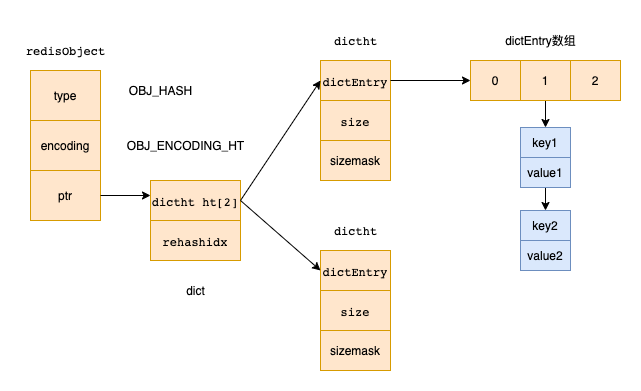 redisObject
type
OBJ_HASH
encoding
OBJ_ENCODING_HT
ptr
dictht ht[2]
rehashidx
dict
dictht
dictEntry
size
sizemask
dictht
dictEntry
size
sizemask
dictEntry数组
0 1 2
key1
value1
key2
value2